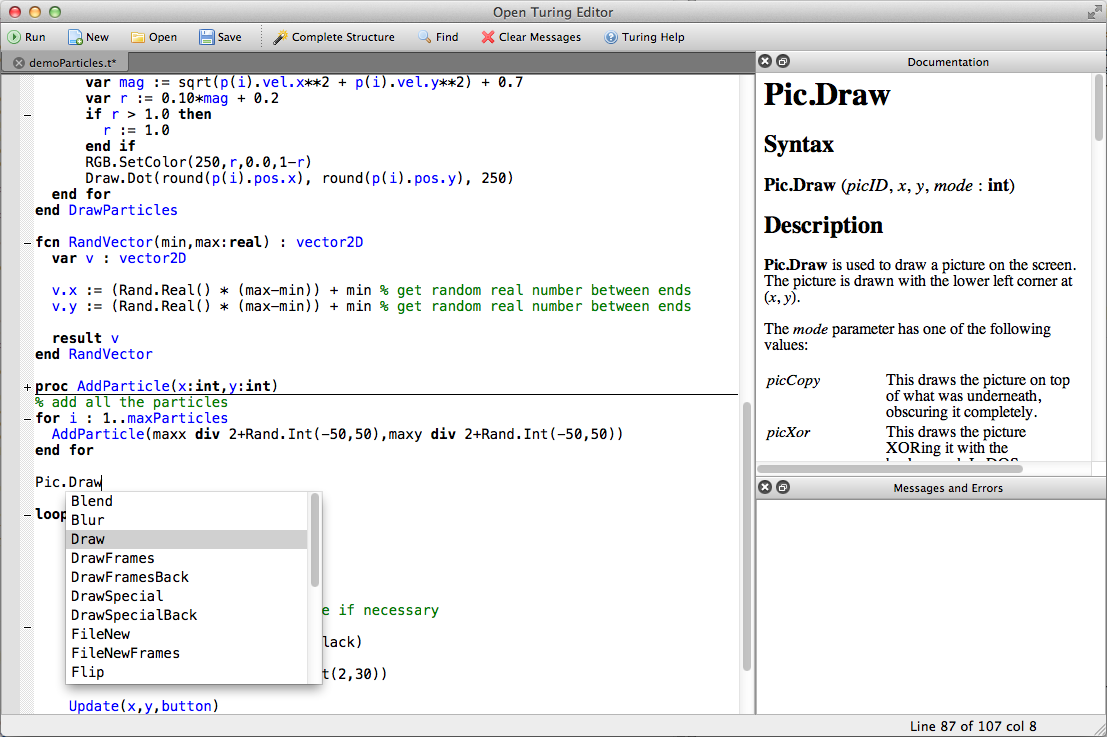 Open Turing Editor
Run New Open Save Complete Structure Find Clear Messages Turing Help
demoParticles.t*
var mag := sqrt(p(i).vel.x**2 + p(i).vel.y**2) + 0.7
var r := 0.10*mag + 0.2
if r > 1.0 then
r := 1.0
end if
RGB.SetColor(250,r,0.0,1-r)
Draw.Dot(round(p(i).pos.x), round(p(i).pos.y), 250)
end for
end DrawParticles
fcn RandVector(min,max:real) : vector2D
var v : vector2D
v.x := (Rand.Real() * (max-min)) + min % get random real number between ends
v.y := (Rand.Real() * (max-min)) + min % get random real number between ends
result v
end RandVector
proc AddParticle(x:int,y:int)
% add all the particles
for i : 1..maxParticles
AddParticle(maxx div 2+Rand.Int(-50,50),maxy div 2+Rand.Int(-50,50))
end for
Pic.Draw
loop
Blend
Blur
Draw
DrawFrames
DrawFramesBack
DrawSpecial
DrawSpecialBack
FileNew
FileNewFrames
Flip
e if necessary
lack)
t(2,30))
Update(x,y,button)
Documentation
Pic.Draw
Syntax
Pic.Draw (picID, x, y, mode : int)
Description
Pic.Draw is used to draw a picture on the screen.
The picture is drawn with the lower left corner at
(x, y).
The mode parameter has one of the following
values:
picCopy This draws the picture on top
of what was underneath,
obscuring it completely.
picXor This draws the picture
XORing it with the
Messages and Errors
Line 87 of 107 col 8